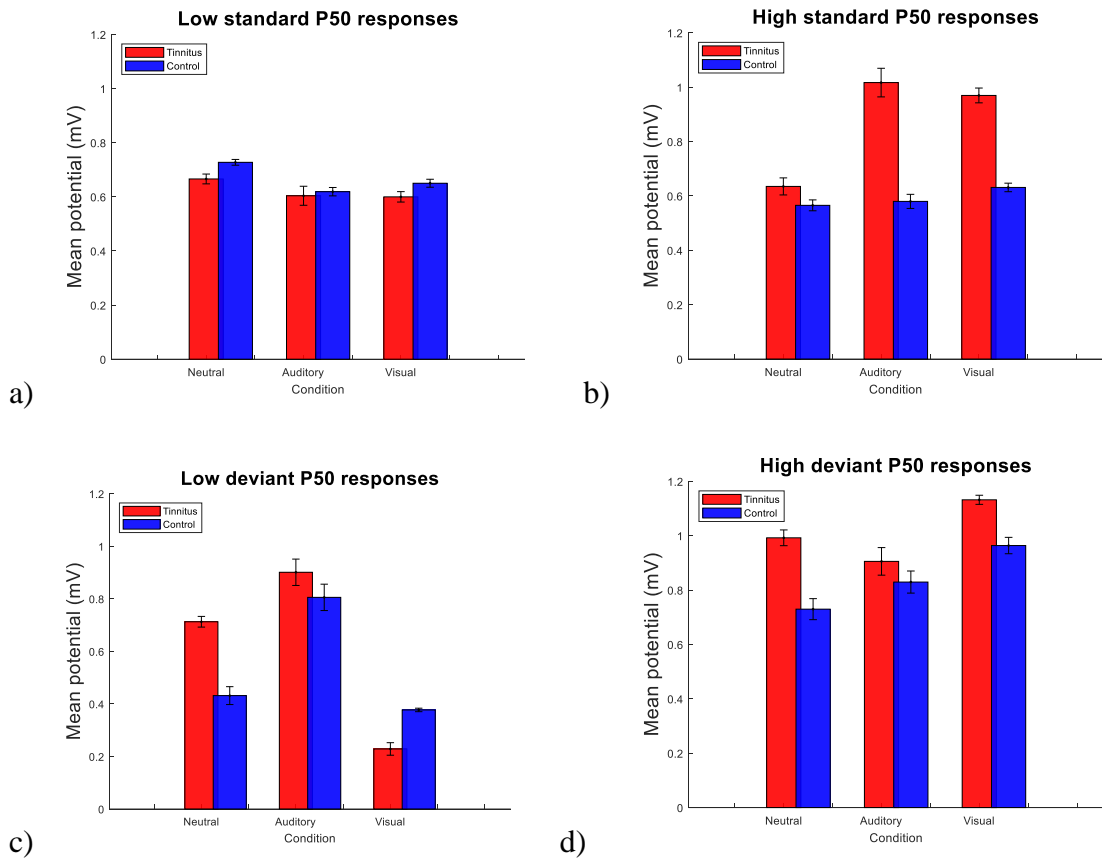 Low standard P50 responses
Mean potential (mV)
1.2
1
0.8
0.6
0.4
0.2
0
Tinnitus
Control
Neutral Auditory Visual
Condition
a)
High standard P50 responses
Mean potential (mV)
1.2
1
0.8
0.6
0.4
0.2
0
Tinnitus
Control
Neutral Auditory Visual
Condition
b)
Low deviant P50 responses
Mean potential (mV)
1.2
1
0.8
0.6
0.4
0.2
0
Tinnitus
Control
Neutral Auditory Visual
Condition
c)
High deviant P50 responses
Mean potential (mV)
1.2
1
0.8
0.6
0.4
0.2
0
Tinnitus
Control
Neutral Auditory Visual
Condition
d)